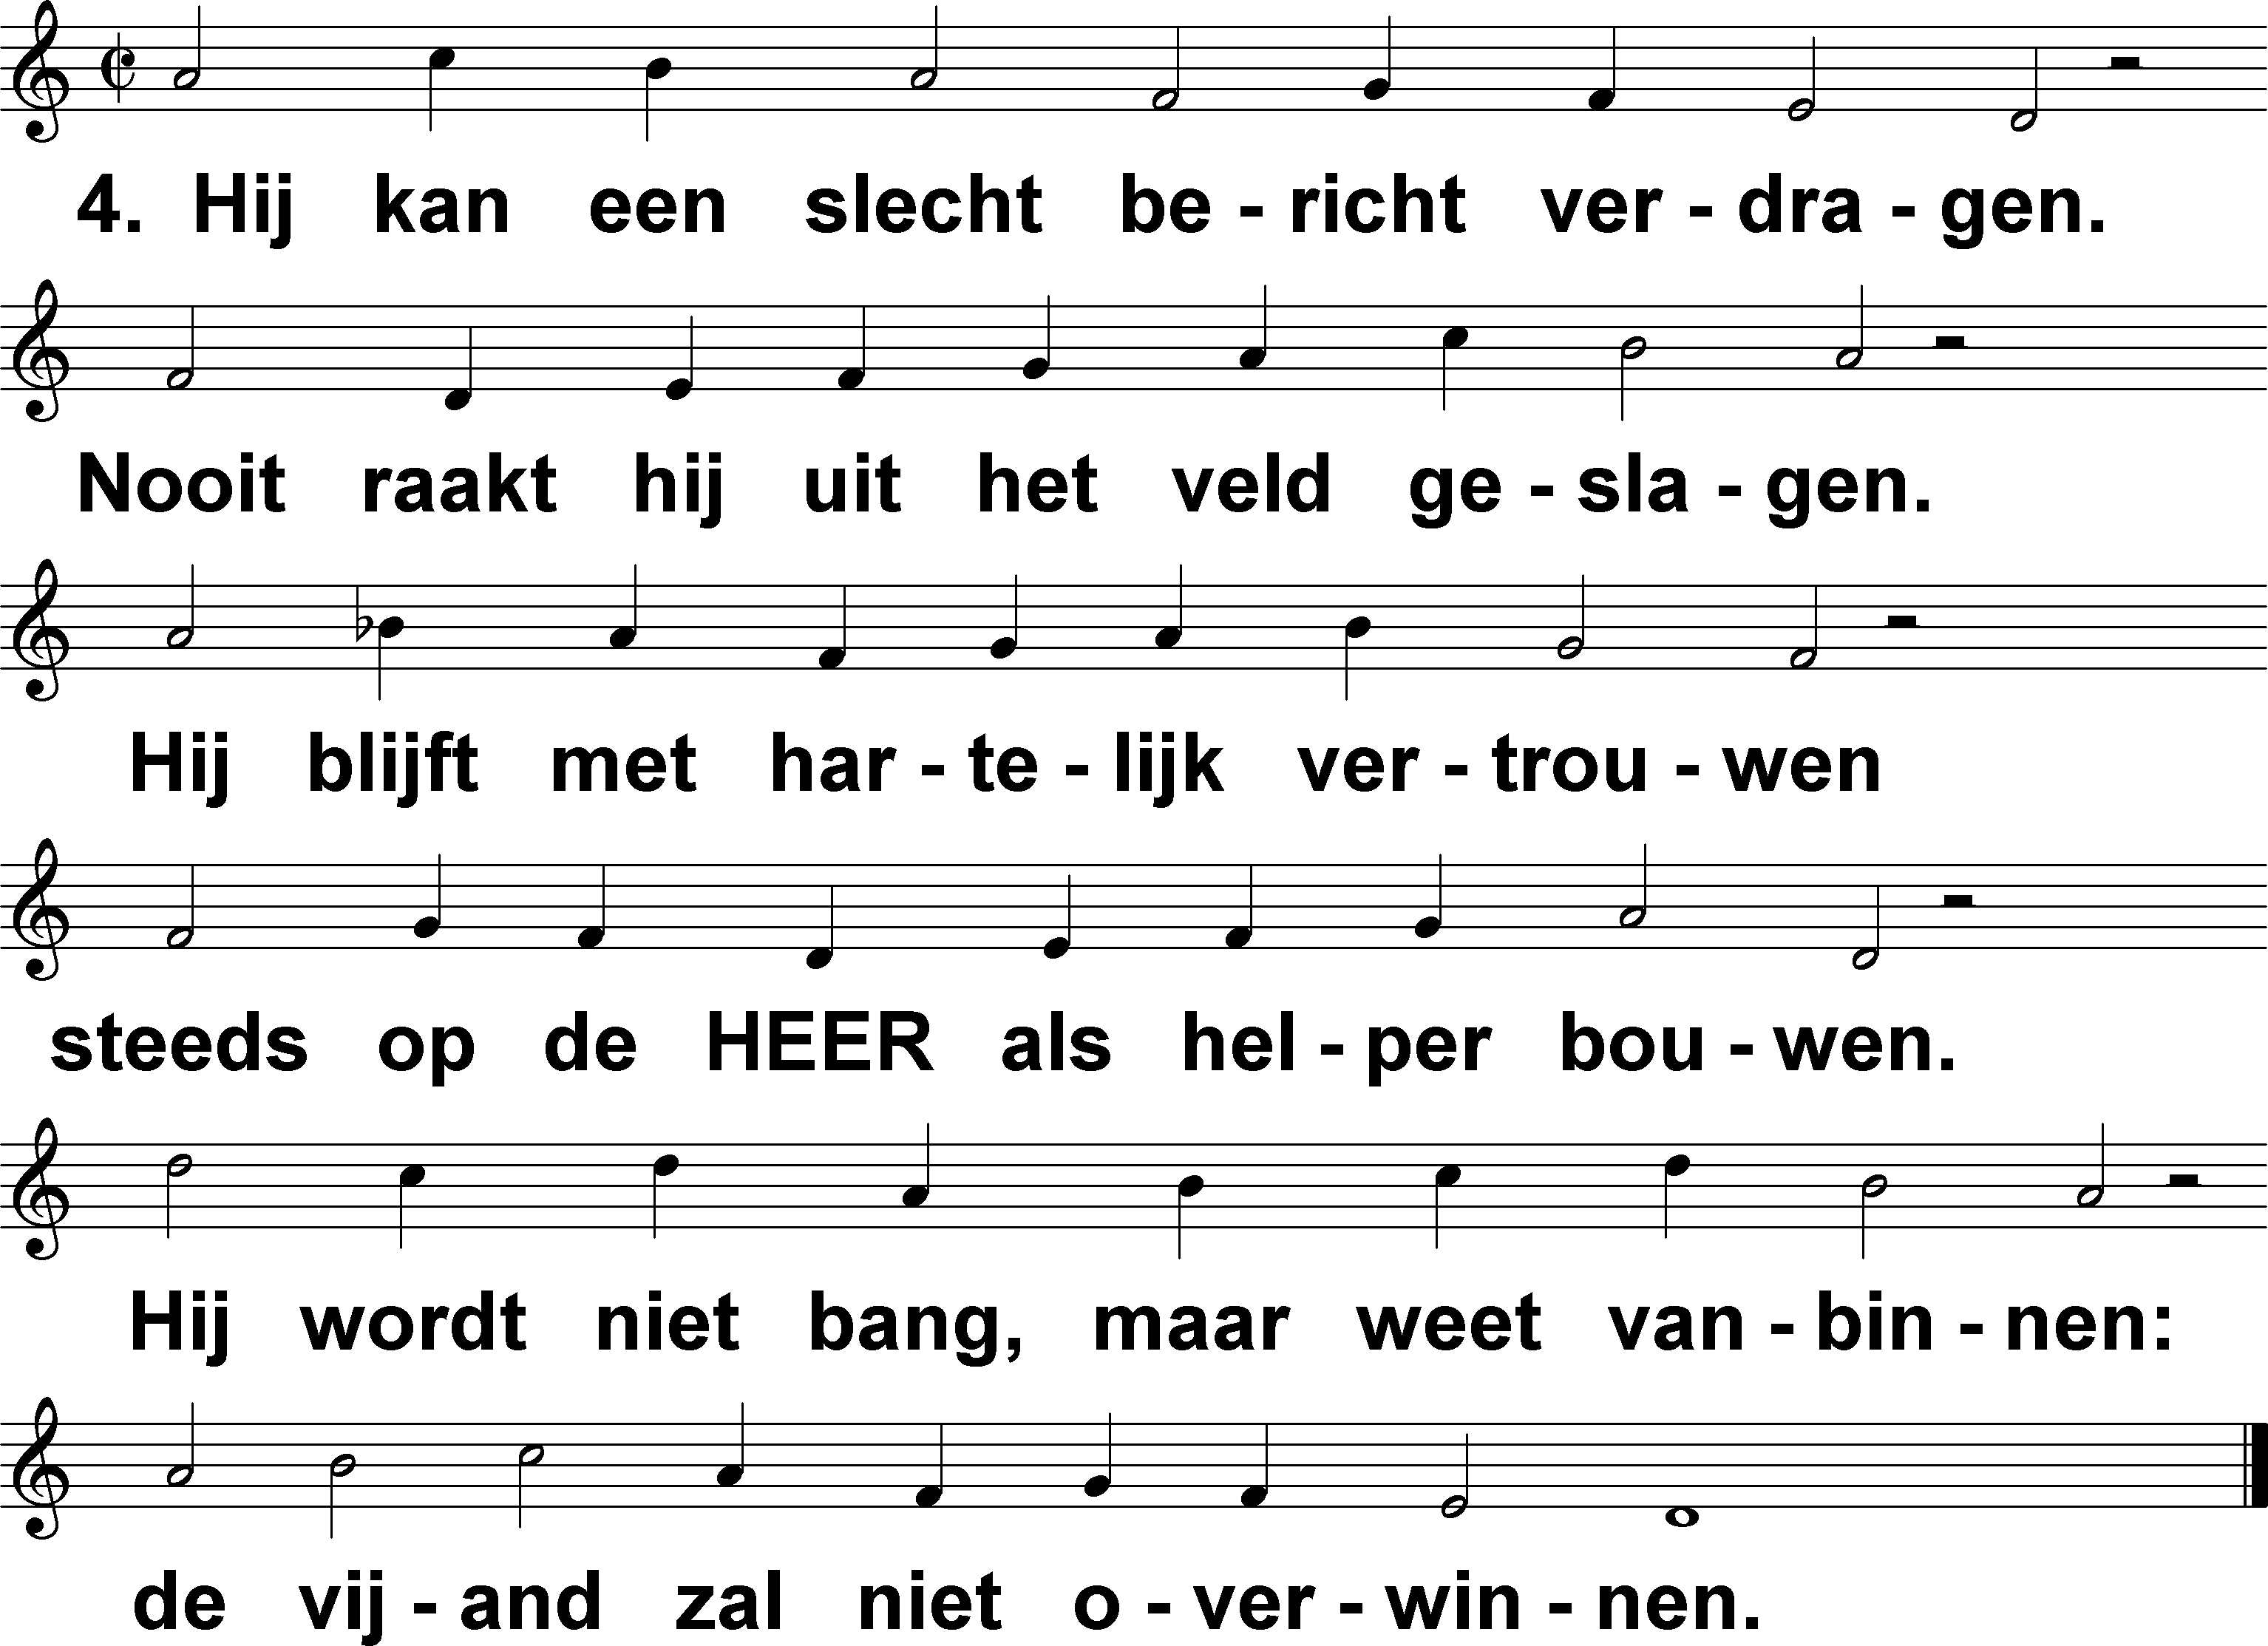 4. Hij kan een slecht be - richt ver - dra - gen.
Nooit raakt hij uit het veld ge - sla - gen.
Hij blijft met har - te - lijk ver - trou - wen
steeds op de HEER als hel - per bou - wen.
Hij wordt niet bang, maar weet van - bin - nen:
de vij - and zal niet o - ver - win - nen.